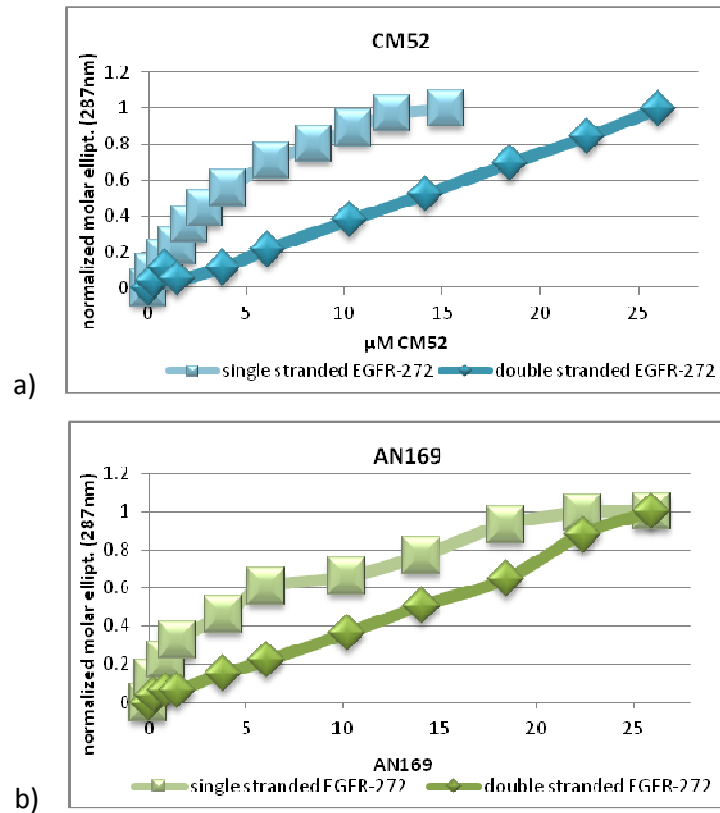 CM52
normalized molar ellipt. (287nm)
1.2
1
0.8
0.6
0.4
0.2
0
0 5 10 15 20 25
µM CM52
single stranded EGFR-272 double stranded EGFR-272
a)
AN169
normalized molar ellipt. (287nm)
1.2
1
0.8
0.6
0.4
0.2
0
0 5 10 15 20 25
AN169
single stranded EGFR-272 double stranded EGFR-272
b)